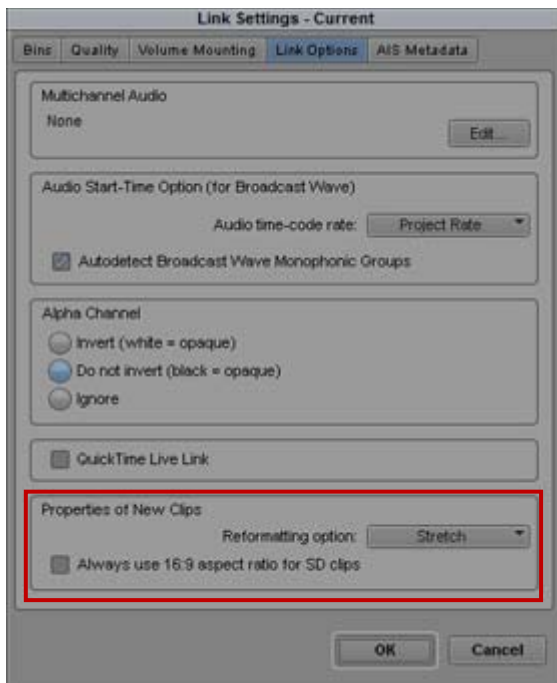 Link Settings - Current
Bins Quality Volume Mounting Link Options AIS Metadata
Multichannel Audio
None
Edit...
Audio Start-Time Option (for Broadcast Wave)
Audio time-code rate: Project Rate
Autodetect Broadcast Wave Monophonic Groups
Alpha Channel
Invert (white = opaque)
Do not invert (black = opaque)
Ignore
QuickTime Live Link
Properties of New Clips
Reformatting option: Stretch
Always use 16:9 aspect ratio for SD clips
OK Cancel